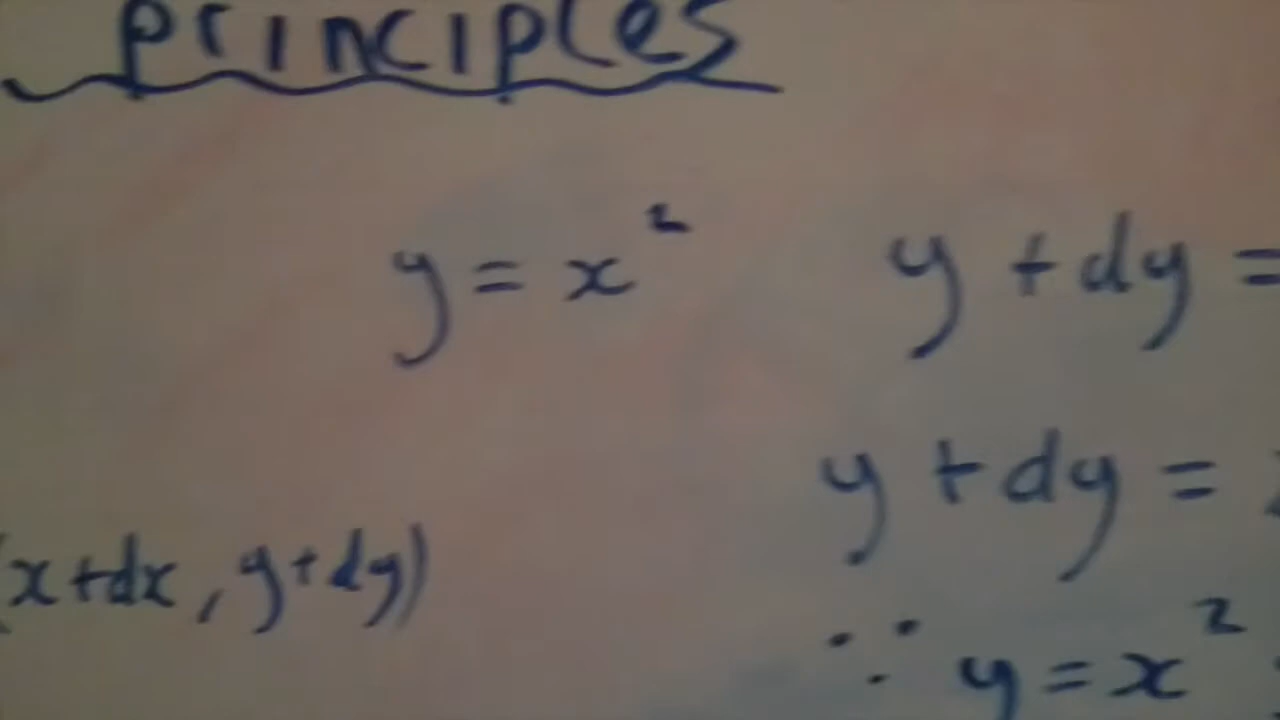 principles
y = x² y + dy =
y + dy =
(x+dx, y+dy)
∵ y = x²